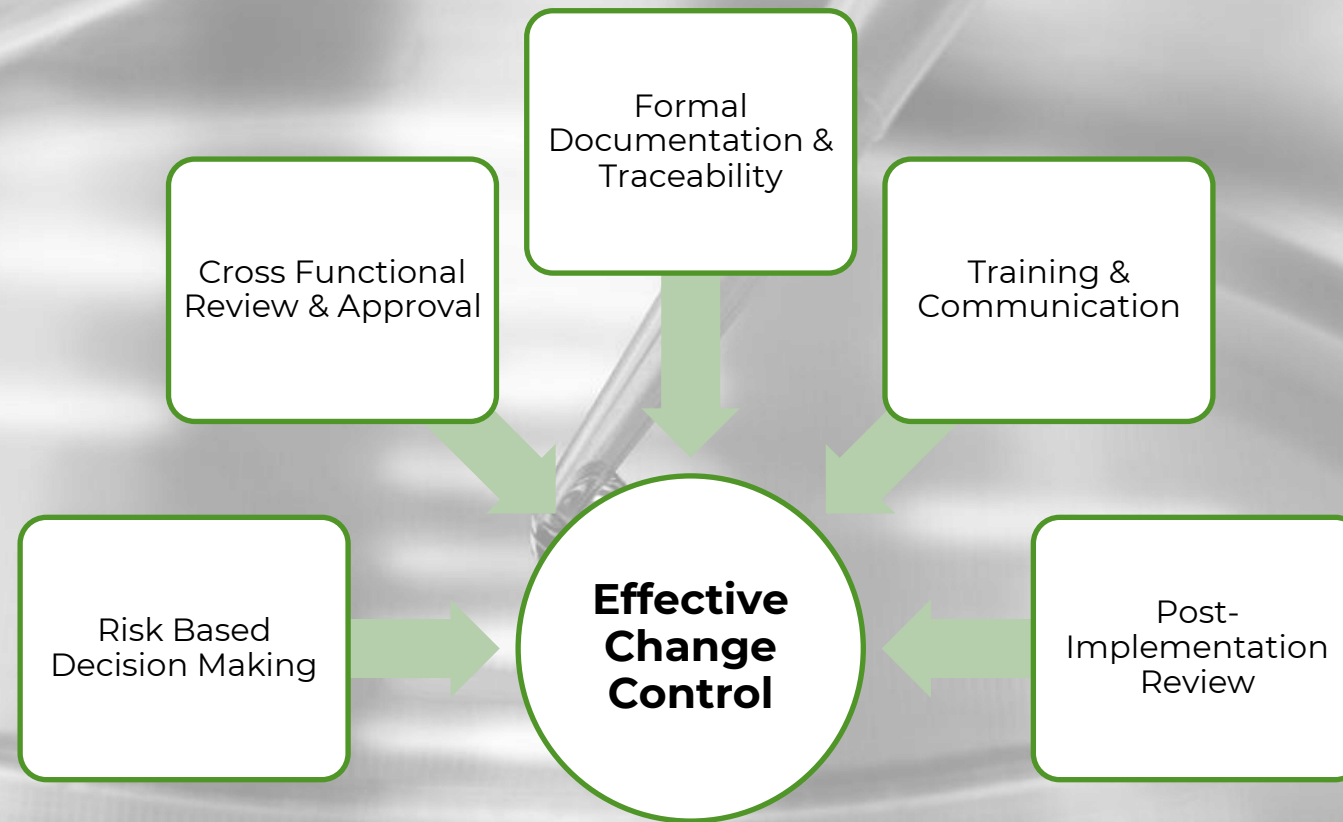 Formal
Documentation &
Traceability
Cross Functional
Review & Approval
Training &
Communication
Risk Based
Decision Making
Effective
Change
Control
Post-
Implementation
Review